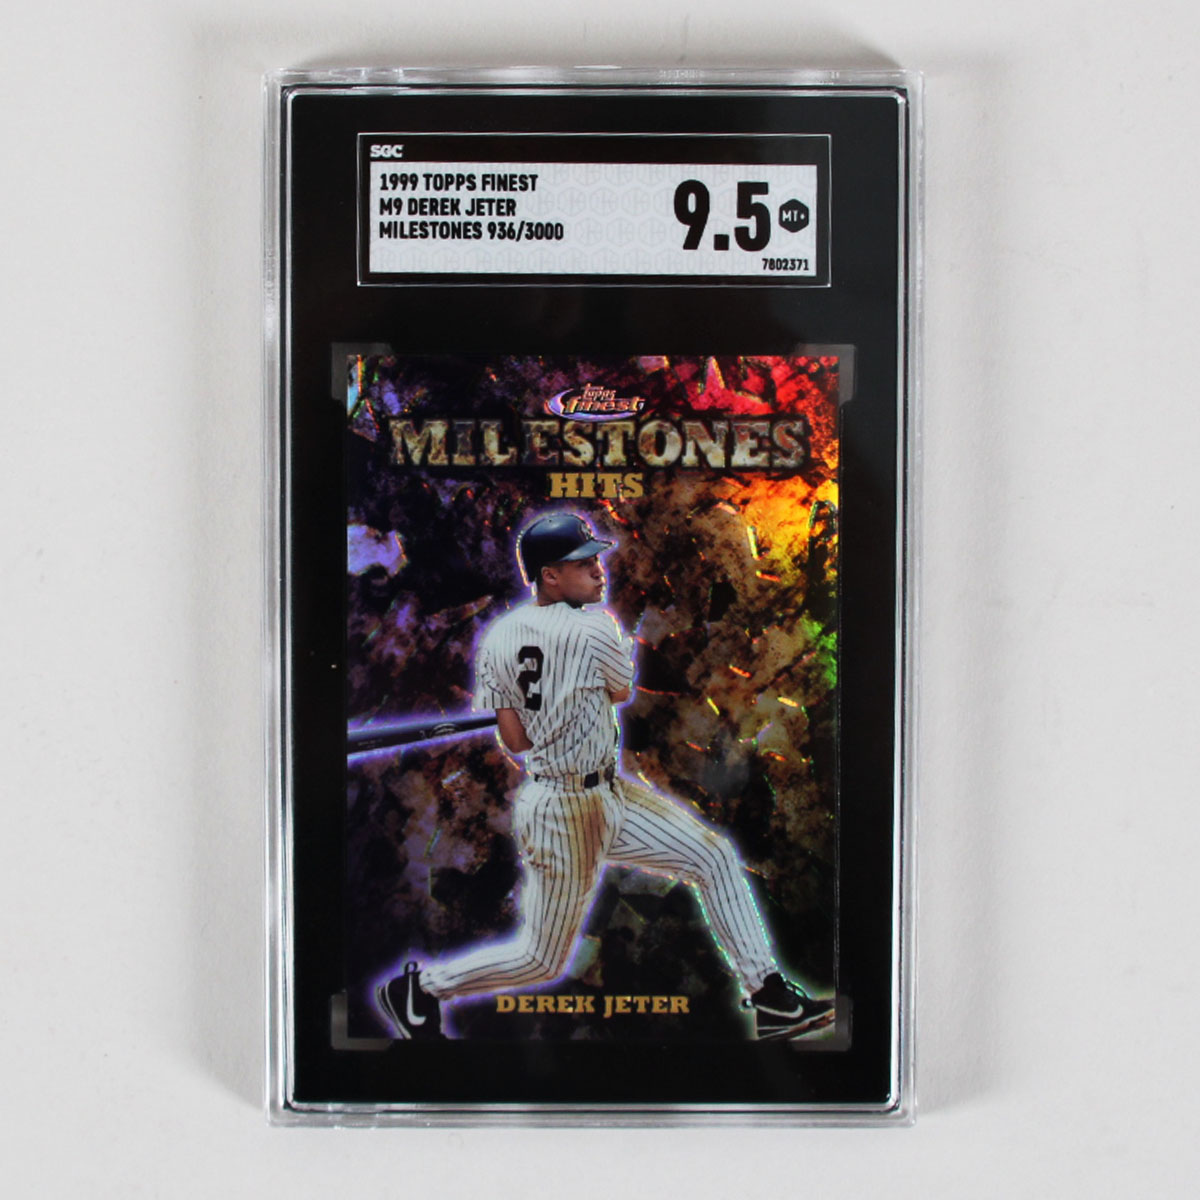 SGC
1999 TOPPS FINEST
M9 DEREK JETER
MILESTONES 936/3000
9.5
MT+
7802371
topps
finest
MILESTONES
HITS
2
DEREK JETER